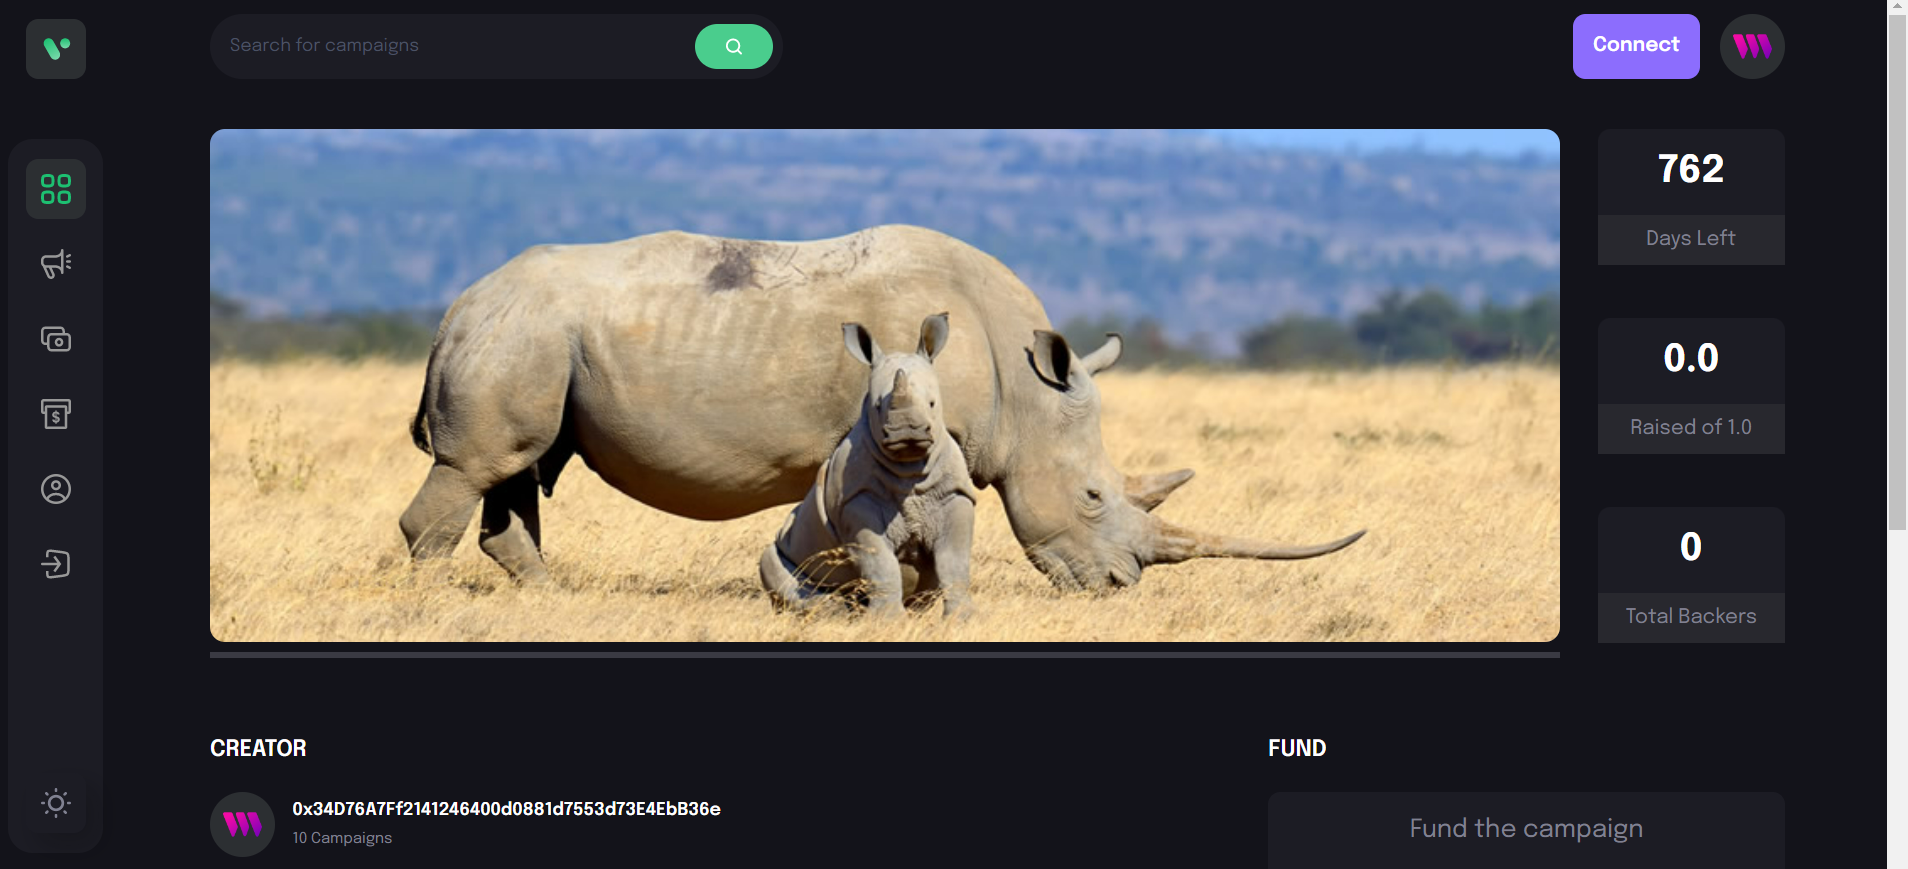 Search for campaigns
Connect
762
Days Left
0.0
Raised of 1.0
0
Total Backers
CREATOR
0x34D76A7Ff2141246400d0881d7553d73E4EbB36e
10 Campaigns
FUND
Fund the campaign